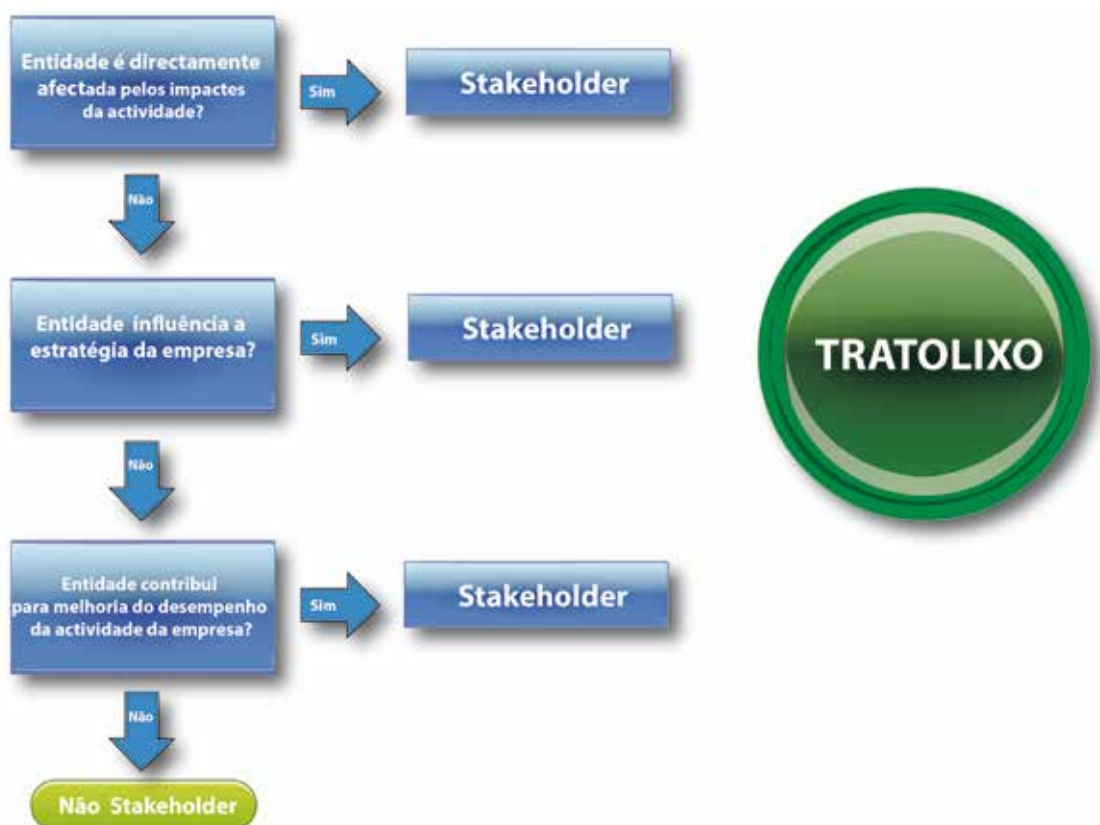 Entidade é directamente
afectada pelos impactes
da actividade?
Sim
Stakeholder
Não
Entidade influência a
estratégia da empresa?
Sim
Stakeholder
TRATOLIXO
Não
Entidade contribui
para melhoria do desempenho
da actividade da empresa?
Sim
Stakeholder
Não
Não Stakeholder